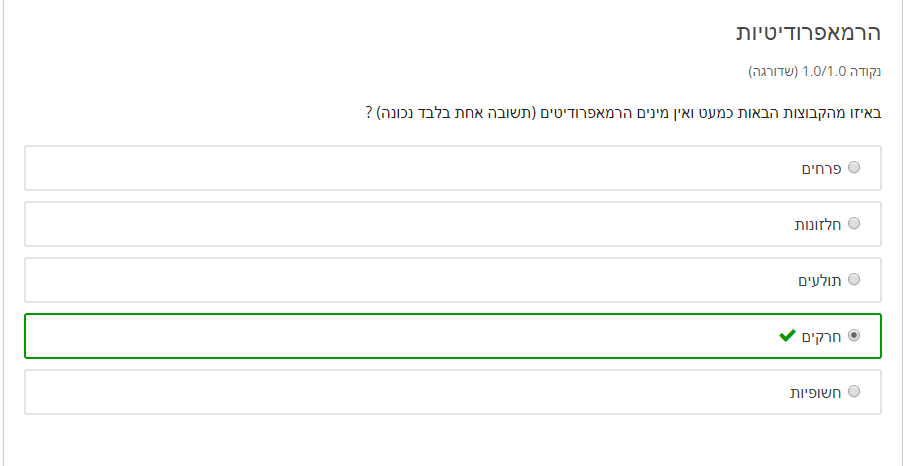 הרמאפרודיטיות
נקודה 1.0/1.0 (שדורגה)
באיזו מהקבוצות הבאות כמעט ואין מינים הרמאפרודיטים (תשובה אחת בלבד נכונה) ?
פרחים
חלזונות
תולעים
חרקים
חשופיות